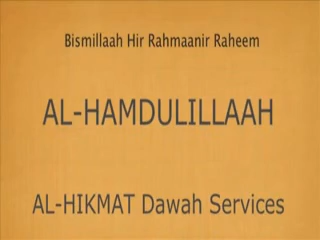 Bismillaah Hir Rahmaanir Raheem
AL-HAMDULILLAAH
AL-HIKMAT Dawah Services